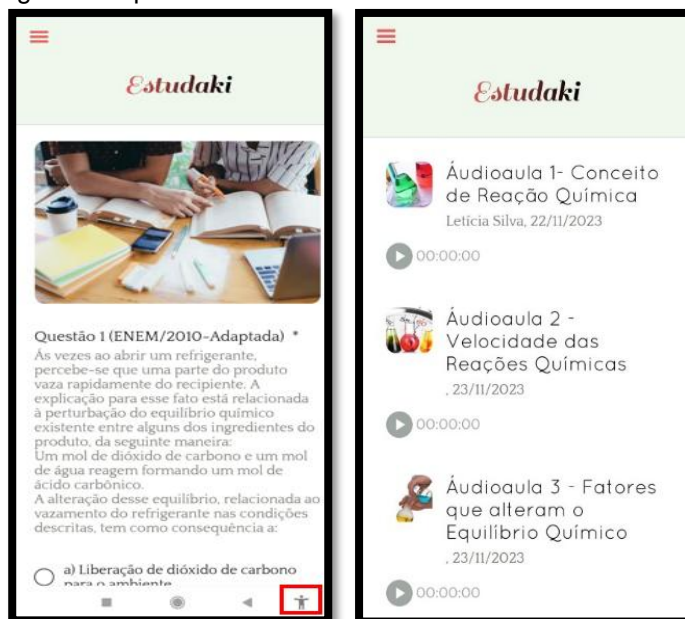 Estudaki
Questão 1 (ENEM/2010-Adaptada) *
Às vezes ao abrir um refrigerante,
percebe-se que uma parte do produto
vaza rapidamente do recipiente. A
explicação para esse fato está relacionada
à perturbação do equilíbrio químico
existente entre alguns dos ingredientes do
produto, da seguinte maneira:
Um mol de dióxido de carbono e um mol
de água reagem formando um mol de
ácido carbônico.
A alteração desse equilíbrio, relacionada ao
vazamento do refrigerante nas condições
descritas, tem como consequência a:
a) Liberação de dióxido de carbono
para o ambiente
Estudaki
Áudioaula 1- Conceito
de Reação Química
Letícia Silva, 22/11/2023
00:00:00
Áudioaula 2 -
Velocidade das
Reações Químicas
, 23/11/2023
00:00:00
Áudioaula 3 - Fatores
que alteram o
Equilíbrio Químico
, 23/11/2023
00:00:00